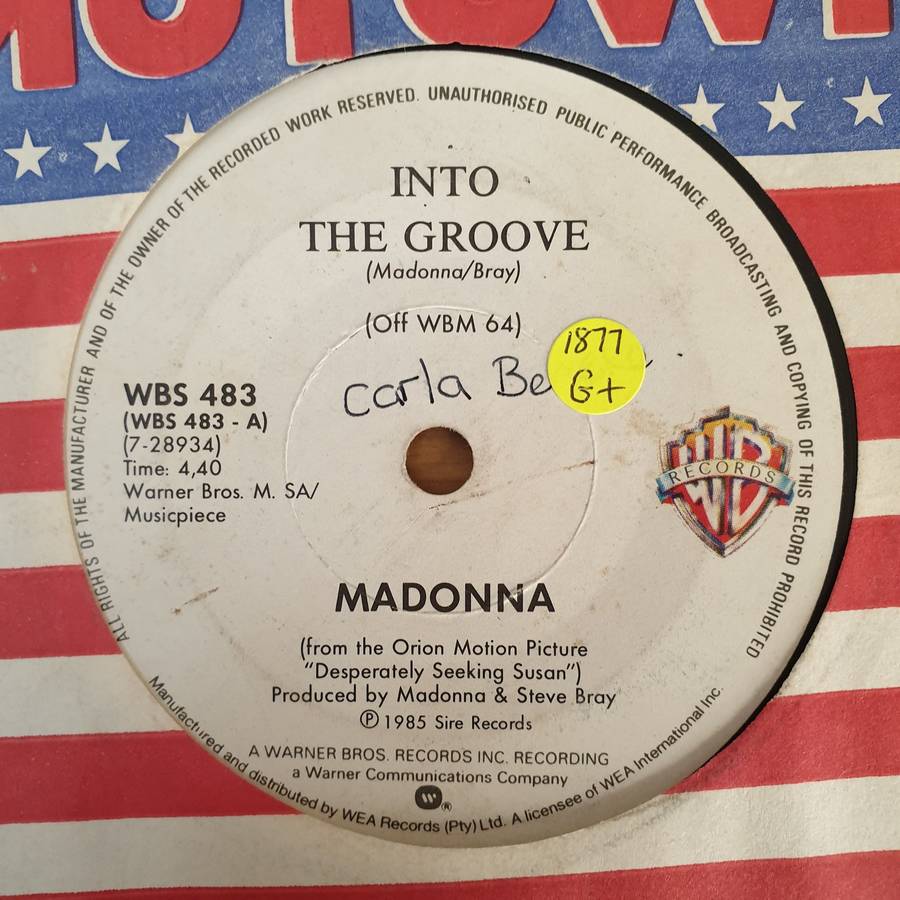 MOTOWN
ALL RIGHTS OF THE MANUFACTURER AND OF THE OWNER OF THE RECORDED WORK RESERVED. UNAUTHORISED PUBLIC PERFORMANCE BROADCASTING AND COPYING OF THIS RECORD PROHIBITED
INTO
THE GROOVE
(Madonna/Bray)
(Off WBM 64)
1877
G+
carla Be
WBS 483
(WBS 483 - A)
(7-28934)
Time: 4,40
Warner Bros. M. SA/
Musicpiece
WB
RECORDS
MADONNA
(from the Orion Motion Picture
"Desperately Seeking Susan")
Produced by Madonna & Steve Bray
Ⓟ 1985 Sire Records
A WARNER BROS. RECORDS INC. RECORDING
a Warner Communications Company
®
Manufactured and distributed by WEA Records (Pty) Ltd. A licensee of WEA International Inc.